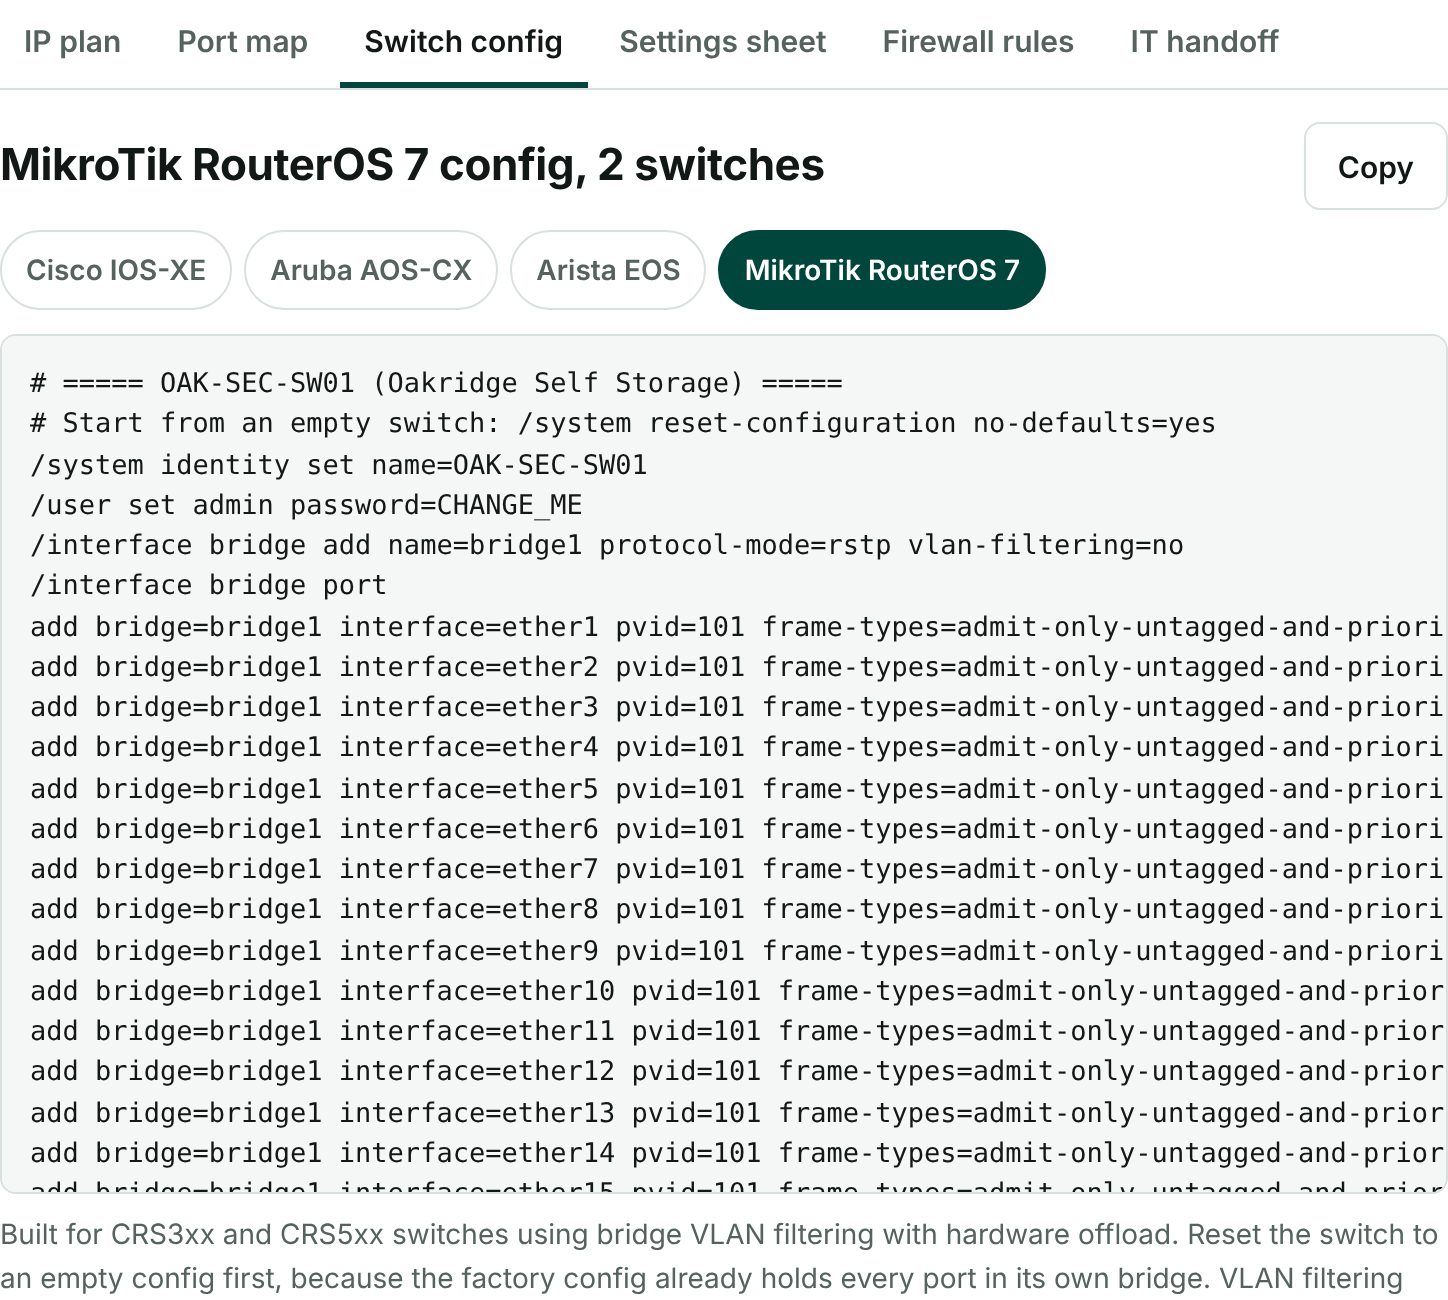 IP plan Port map Switch config Settings sheet Firewall rules IT handoff
MikroTik RouterOS 7 config, 2 switches
Copy
Cisco IOS-XE Aruba AOS-CX Arista EOS MikroTik RouterOS 7
# ===== OAK-SEC-SW01 (Oakridge Self Storage) =====
# Start from an empty switch: /system reset-configuration no-defaults=yes
/system identity set name=OAK-SEC-SW01
/user set admin password=CHANGE_ME
/interface bridge add name=bridge1 protocol-mode=rstp vlan-filtering=no
/interface bridge port
add bridge=bridge1 interface=ether1 pvid=101 frame-types=admit-only-untagged-and-priori
add bridge=bridge1 interface=ether2 pvid=101 frame-types=admit-only-untagged-and-priori
add bridge=bridge1 interface=ether3 pvid=101 frame-types=admit-only-untagged-and-priori
add bridge=bridge1 interface=ether4 pvid=101 frame-types=admit-only-untagged-and-priori
add bridge=bridge1 interface=ether5 pvid=101 frame-types=admit-only-untagged-and-priori
add bridge=bridge1 interface=ether6 pvid=101 frame-types=admit-only-untagged-and-priori
add bridge=bridge1 interface=ether7 pvid=101 frame-types=admit-only-untagged-and-priori
add bridge=bridge1 interface=ether8 pvid=101 frame-types=admit-only-untagged-and-priori
add bridge=bridge1 interface=ether9 pvid=101 frame-types=admit-only-untagged-and-priori
add bridge=bridge1 interface=ether10 pvid=101 frame-types=admit-only-untagged-and-prior
add bridge=bridge1 interface=ether11 pvid=101 frame-types=admit-only-untagged-and-prior
add bridge=bridge1 interface=ether12 pvid=101 frame-types=admit-only-untagged-and-prior
add bridge=bridge1 interface=ether13 pvid=101 frame-types=admit-only-untagged-and-prior
add bridge=bridge1 interface=ether14 pvid=101 frame-types=admit-only-untagged-and-prior
add bridge=bridge1 interface=ether15 pvid=101 frame-types=admit-only-untagged-and-prior
Built for CRS3xx and CRS5xx switches using bridge VLAN filtering with hardware offload. Reset the switch to
an empty config first, because the factory config already holds every port in its own bridge. VLAN filtering